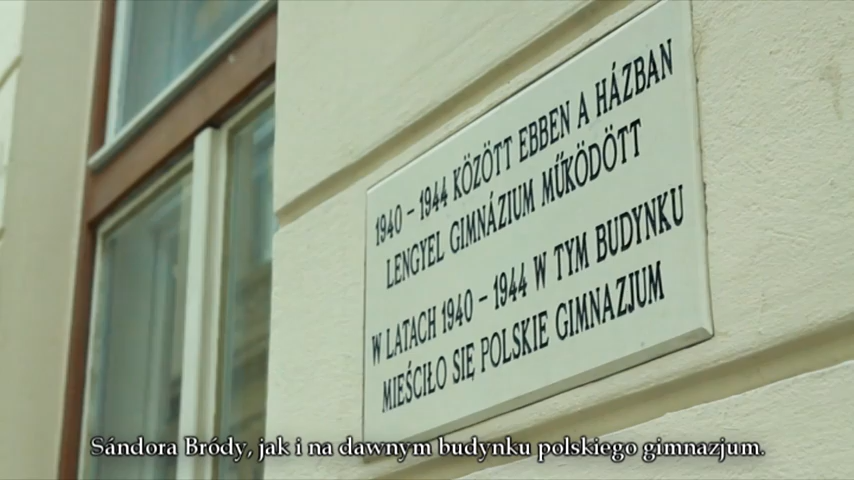 1940 – 1944 KÖZÖTT EBBEN A HÁZBAN
LENGYEL GIMNÁZIUM MŰKÖDÖTT
W LATACH 1940 – 1944 W TYM BUDYNKU
MIEŚCIŁO SIĘ POLSKIE GIMNAZJUM
Sándora Bródy, jak i na dawnym budynku polskiego gimnazjum.